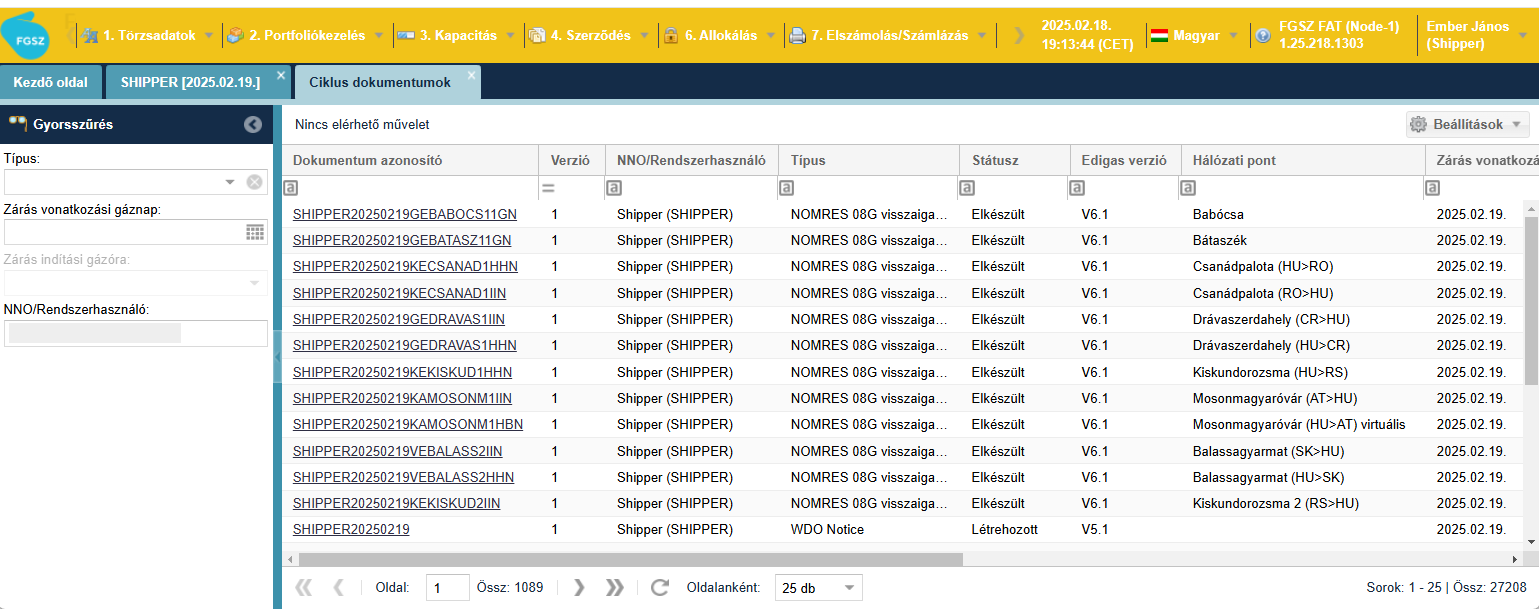 FGSZ 1. Törzsadatok 2. Portfoliókezelés 3. Kapacitás 4. Szerződés 6. Allokálás 7. Elszámolás/Számlázás 2025.02.18. 19:13:44 (CET) Magyar FGSZ FAT (Node-1) 1.25.218.1303 Ember János (Shipper)
Kezdő oldal SHIPPER [2025.02.19.] Ciklus dokumentumok
Gyorsszűrés
Típus:
Zárás vonatkozási gáznap:
Zárás indítási gázóra:
NNO/Rendszerhasználó:
Nincs elérhető művelet Beállítások
Dokumentum azonosító Verzió NNO/Rendszerhasználó Típus Státusz Edigas verzió Hálózati pont Zárás vonatkozá
SHIPPER20250219GEBABOCS11GN 1 Shipper (SHIPPER) NOMRES 08G visszaiga... Elkészült V6.1 Babócsa 2025.02.19.
SHIPPER20250219GEBATASZ11GN 1 Shipper (SHIPPER) NOMRES 08G visszaiga... Elkészült V6.1 Bátaszék 2025.02.19.
SHIPPER20250219KECSANAD1HHN 1 Shipper (SHIPPER) NOMRES 08G visszaiga... Elkészült V6.1 Csanádpalota (HU>RO) 2025.02.19.
SHIPPER20250219KECSANAD1IIN 1 Shipper (SHIPPER) NOMRES 08G visszaiga... Elkészült V6.1 Csanádpalota (RO>HU) 2025.02.19.
SHIPPER20250219GEDRAVAS1IIN 1 Shipper (SHIPPER) NOMRES 08G visszaiga... Elkészült V6.1 Drávaszerdahely (CR>HU) 2025.02.19.
SHIPPER20250219GEDRAVAS1HHN 1 Shipper (SHIPPER) NOMRES 08G visszaiga... Elkészült V6.1 Drávaszerdahely (HU>CR) 2025.02.19.
SHIPPER20250219KEKISKUD1HHN 1 Shipper (SHIPPER) NOMRES 08G visszaiga... Elkészült V6.1 Kiskundorozsma (HU>RS) 2025.02.19.
SHIPPER20250219KAMOSONM1IIN 1 Shipper (SHIPPER) NOMRES 08G visszaiga... Elkészült V6.1 Mosonmagyaróvár (AT>HU) 2025.02.19.
SHIPPER20250219KAMOSONM1HBN 1 Shipper (SHIPPER) NOMRES 08G visszaiga... Elkészült V6.1 Mosonmagyaróvár (HU>AT) virtuális 2025.02.19.
SHIPPER20250219VEBALASS2IIN 1 Shipper (SHIPPER) NOMRES 08G visszaiga... Elkészült V6.1 Balassagyarmat (SK>HU) 2025.02.19.
SHIPPER20250219VEBALASS2HHN 1 Shipper (SHIPPER) NOMRES 08G visszaiga... Elkészült V6.1 Balassagyarmat (HU>SK) 2025.02.19.
SHIPPER20250219KEKISKUD2IIN 1 Shipper (SHIPPER) NOMRES 08G visszaiga... Elkészült V6.1 Kiskundorozsma 2 (RS>HU) 2025.02.19.
SHIPPER20250219 1 Shipper (SHIPPER) WDO Notice Létrehozott V5.1 2025.02.19.
Oldal: 1 Össz: 1089 Oldalanként: 25 db Sorok: 1 - 25 | Össz: 27208